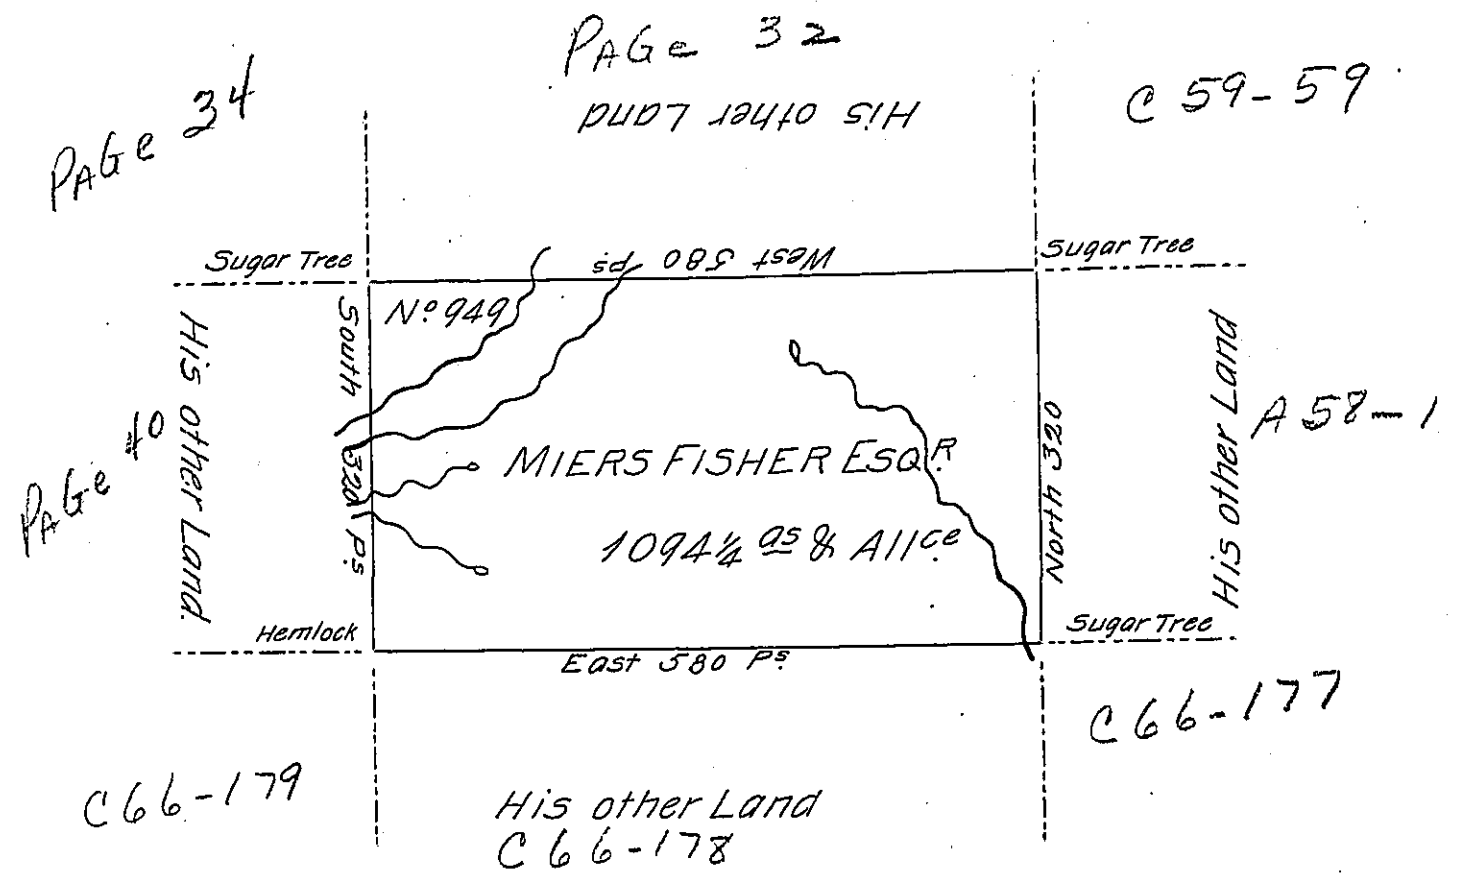 PAGE 32
PAGE 34
His other Land
C 59-59
Sugar Tree
West 580 ps
Sugar Tree
No 949
South 320 Ps
His other Land.
PAGE 40
MIERS FISHER ESQR.
1094¼ as & Allce.
North 320
His other Land
A 58-1
Hemlock
East 580 Ps.
Sugar Tree
C66-177
C66-179
His other Land
C66-178